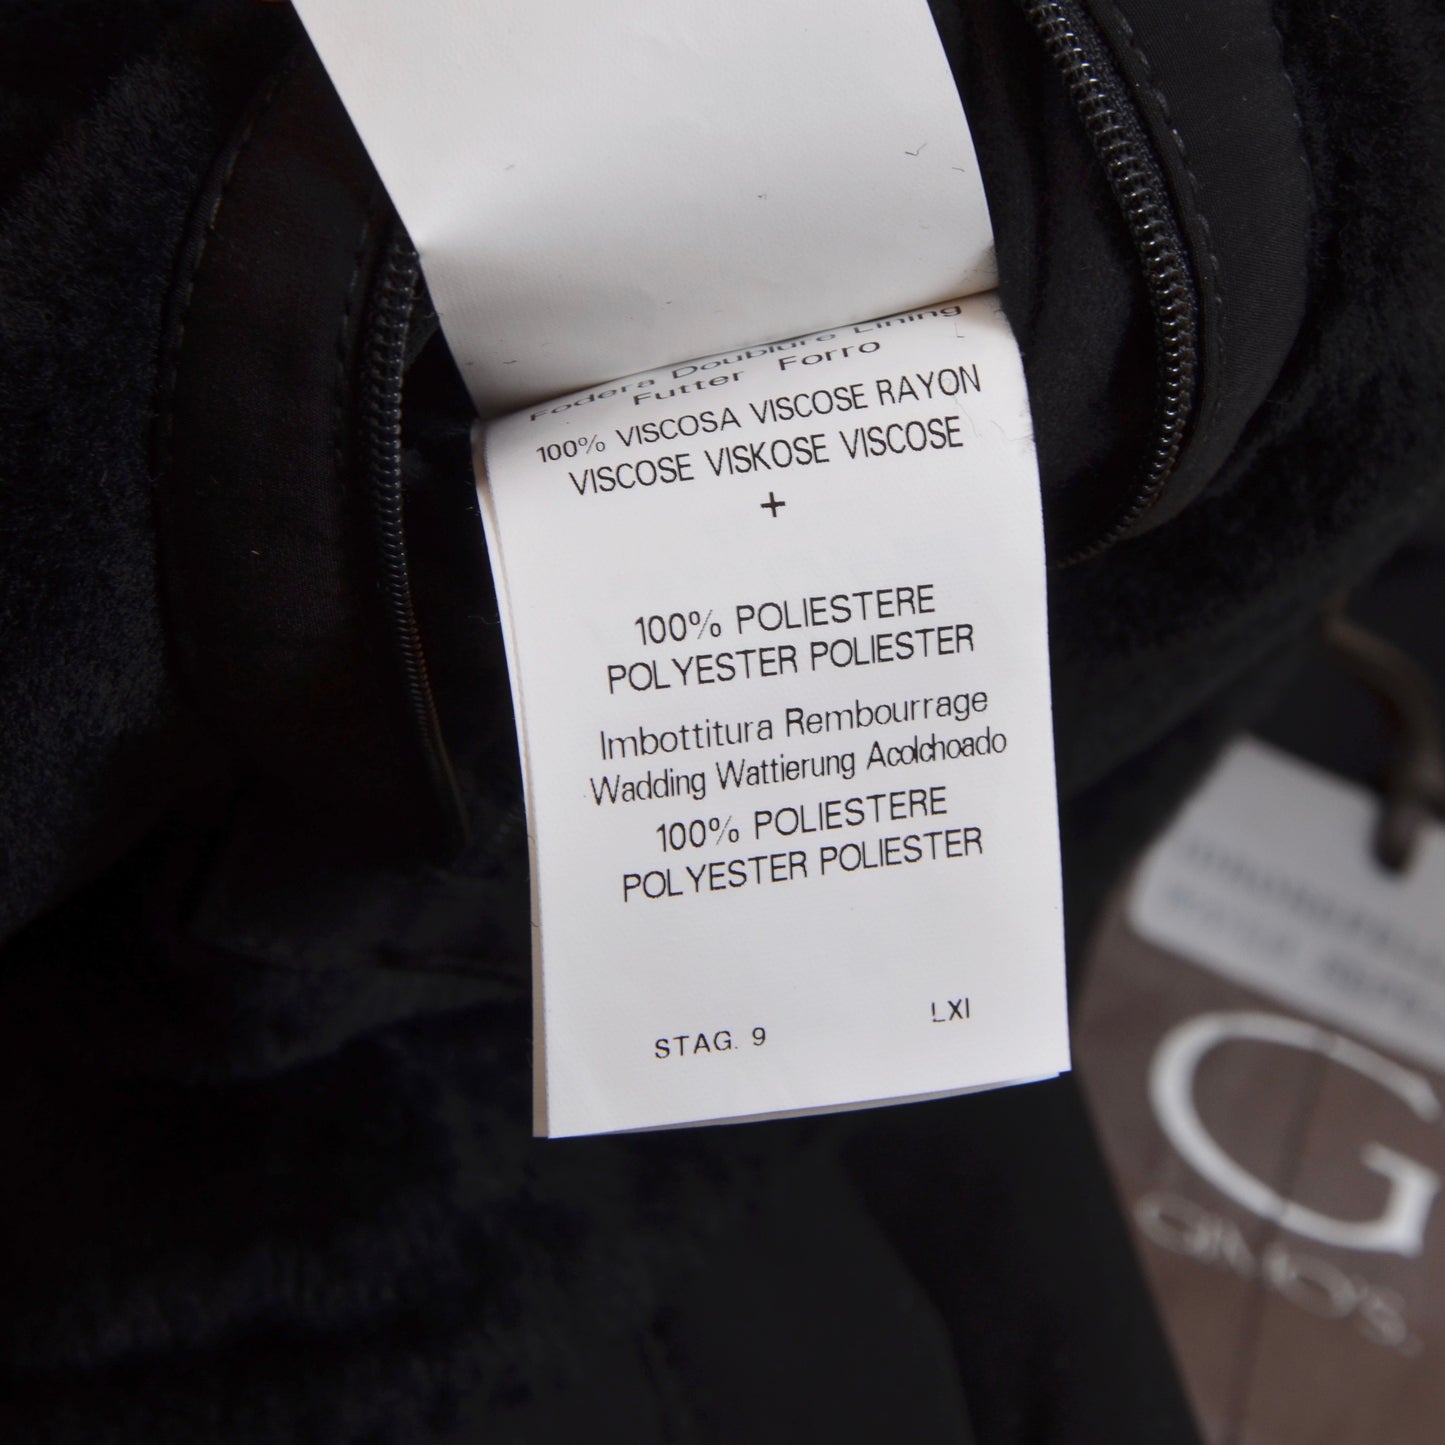 Fodera Doublure Lining
Futter Forro
100% VISCOSA VISCOSE RAYON
VISCOSE VISKOSE VISCOSE
+
100% POLIESTERE
POLYESTER POLIESTER
Imbottitura Rembourrage
Wadding Wattierung Acolchoado
100% POLIESTERE
POLYESTER POLIESTER
STAG. 9
LXI
G
GIMO'S